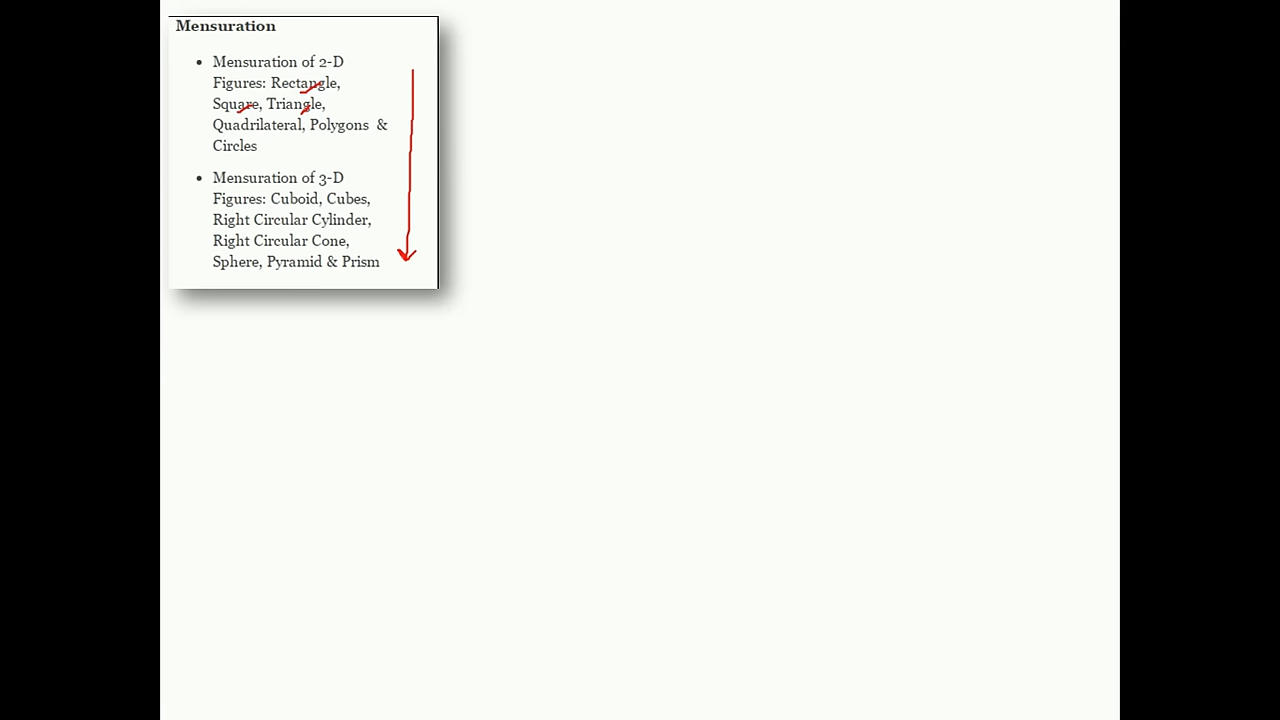 Mensuration
• Mensuration of 2-D
Figures: Rectangle,
Square, Triangle,
Quadrilateral, Polygons &
Circles
• Mensuration of 3-D
Figures: Cuboid, Cubes,
Right Circular Cylinder,
Right Circular Cone,
Sphere, Pyramid & Prism